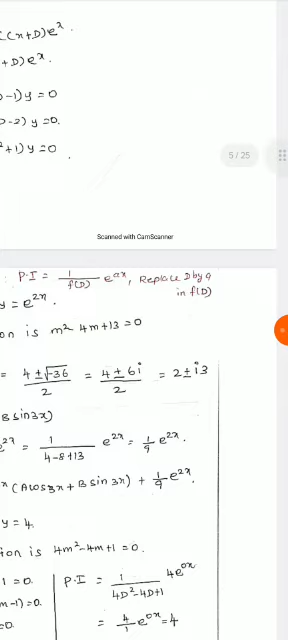 (x+D)e^x.
+D)e^x.
-1)y=0
-2) y=0.
²+1) y=0
.
5 / 25
Scanned with CamScanner
: P.I = 1/f(D) e^ax, Replace D by a in f(D)
y = e^2x.
on is m² 4m+13=0
= 4±√-36/2 = 4±6i/2 = 2±i3
B sin3x)
e^2x = 1/4-8+13 e^2x = 1/9 e^2x.
x (Acos3x + B sin 3x) + 1/9 e^2x.
y = 4.
ion is 4m²-4m+1=0.
1=0. P.I = 1/4D²-4D+1 4e^0x
m-1)=0.
=0. = 4/1 e^0x = 4